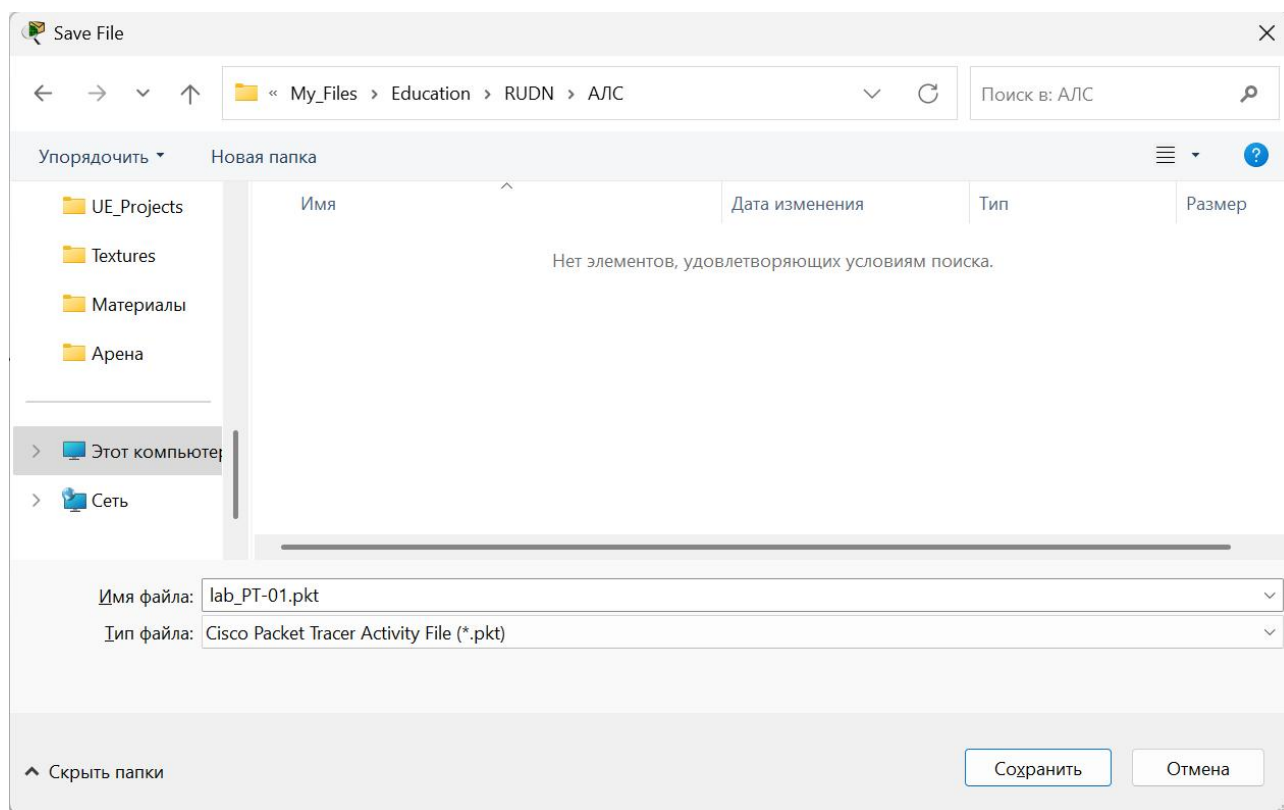 Save File
« My_Files > Education > RUDN > АЛС
Поиск в: АЛС
Упорядочить
Новая папка
Имя
Дата изменения
Тип
Размер
UE_Projects
Textures
Материалы
Арена
Нет элементов, удовлетворяющих условиям поиска.
Этот компьютер
Сеть
Имя файла: lab_PT-01.pkt
Тип файла: Cisco Packet Tracer Activity File (*.pkt)
Скрыть папки
Сохранить
Отмена